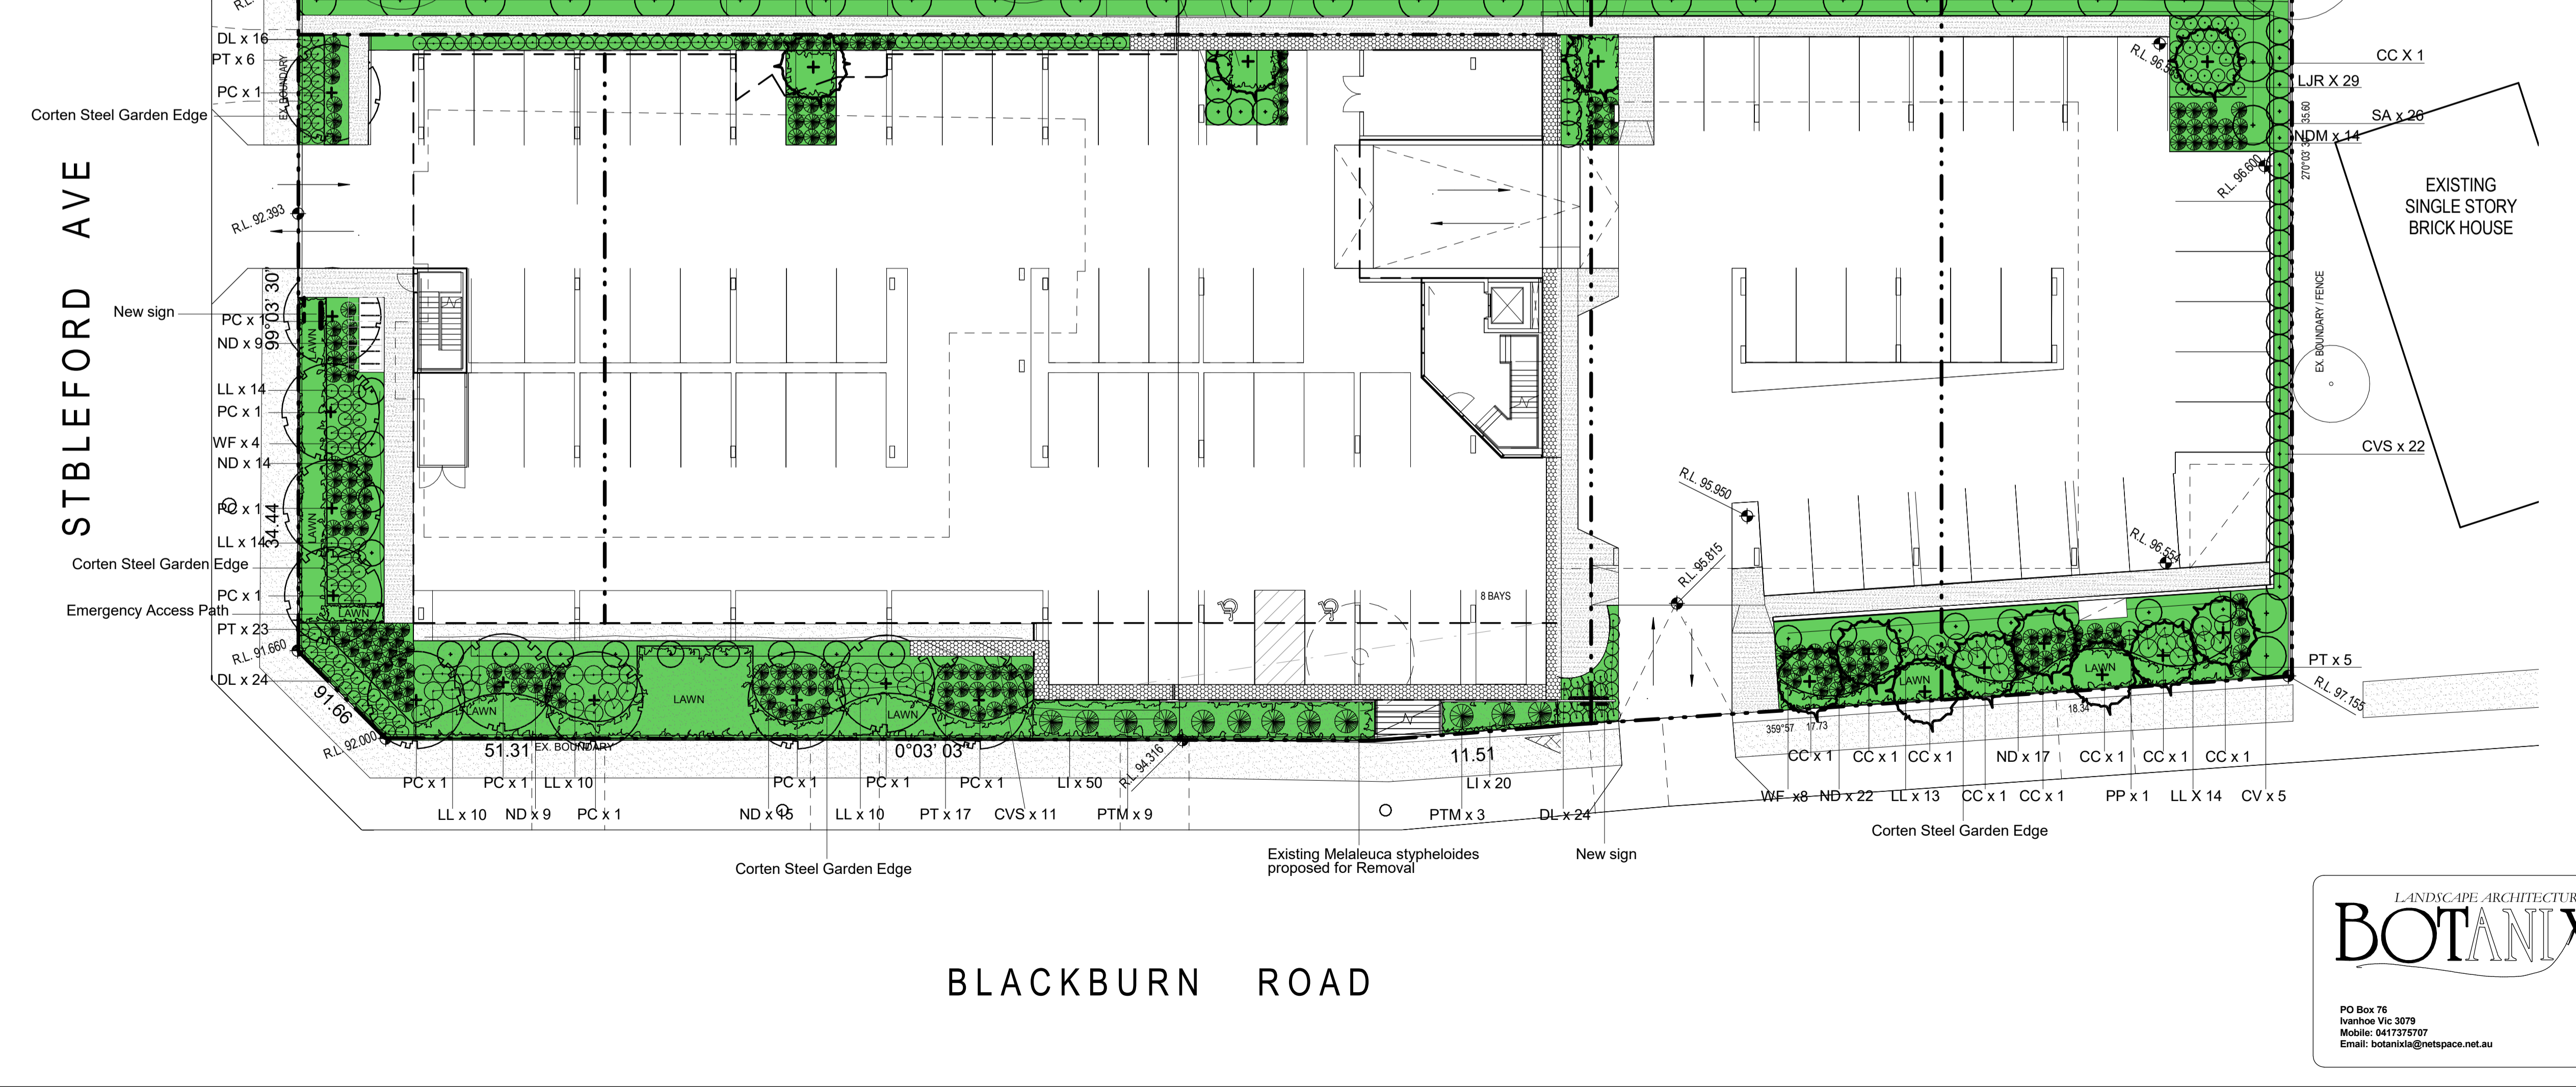 R.L.
DL x 16
PT x 6
PC x 1
EX. BOUNDARY
Corten Steel Garden Edge
STBLEFORD AVE
R.L. 92.393
New sign
PC x 1
ND x 9
99°03' 30"
LAWN
LL x 14
PC x 1
WF x 4
ND x 14
PC x 1
34.44
LAWN
LL x 14
Corten Steel Garden Edge
PC x 1
Emergency Access Path
LAWN
PT x 23
R.L. 91.660
DL x 24
91.66
R.L. 92.000
LAWN
LAWN
LAWN
51.31
EX. BOUNDARY
0°03' 03"
R.L. 94.316
11.51
PC x 1
PC x 1
LL x 10
PC x 1
PC x 1
PC x 1
LI x 50
LI x 20
LL x 10
ND x 9
PC x 1
ND x 15
LL x 10
PT x 17
CVS x 11
PTM x 9
PTM x 3
DL x 24
Corten Steel Garden Edge
Existing Melaleuca stypheloides
proposed for Removal
New sign
8 BAYS
R.L. 95.950
R.L. 95.815
R.L. 96.554
R.L. 96.600
R.L. 96.5
CC X 1
LJR X 29
SA x 26
NDM x 14
35.60
270°03' 3
EXISTING
SINGLE STORY
BRICK HOUSE
EX. BOUNDARY / FENCE
CVS x 22
PT x 5
R.L. 97.155
LAWN
LAWN
359°57
17.73
18.34
CC x 1
CC x 1
CC x 1
ND x 17
CC x 1
CC x 1
CC x 1
WF x8
ND x 22
LL x 13
CC x 1
CC x 1
PP x 1
LL X 14
CV x 5
Corten Steel Garden Edge
BLACKBURN ROAD
LANDSCAPE ARCHITECTUR
BOTANIX
PO Box 76
Ivanhoe Vic 3079
Mobile: 0417375707
Email: botanixla@netspace.net.au